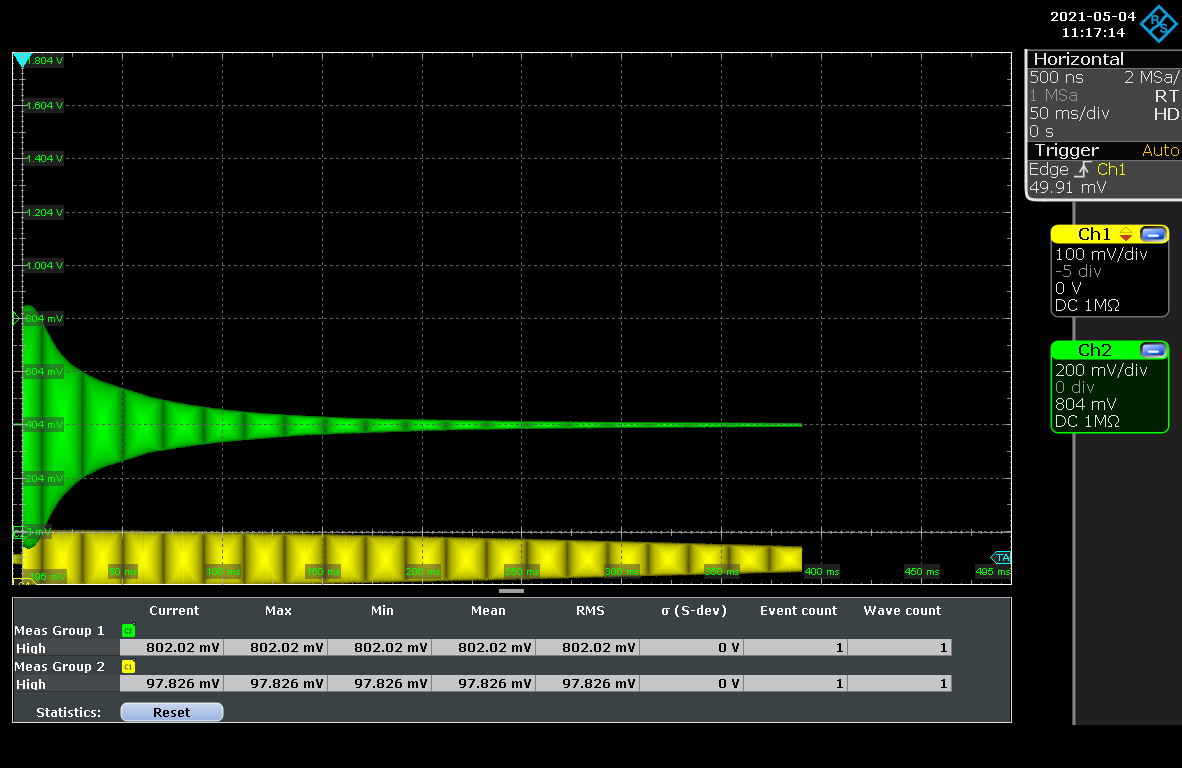 2021-05-04
11:17:14
R
S
Horizontal
500 ns 2 MSa/
1 MSa RT
50 ms/div HD
0 s
Trigger Auto
Edge Ch1
49.91 mV
Ch1
100 mV/div
-5 div
0 V
DC 1MΩ
Ch2
200 mV/div
0 div
804 mV
DC 1MΩ
1.804 V
1.604 V
1.404 V
1.204 V
1.004 V
804 mV
604 mV
404 mV
204 mV
TA
-196 mV 50 ms 100 ms 150 ms 200 ms 250 ms 300 ms 350 ms 400 ms 450 ms 495 ms
Current Max Min Mean RMS σ (S-dev) Event count Wave count
Meas Group 1 C2
High 802.02 mV 802.02 mV 802.02 mV 802.02 mV 802.02 mV 0 V 1 1
Meas Group 2 C1
High 97.826 mV 97.826 mV 97.826 mV 97.826 mV 97.826 mV 0 V 1 1
Statistics: Reset